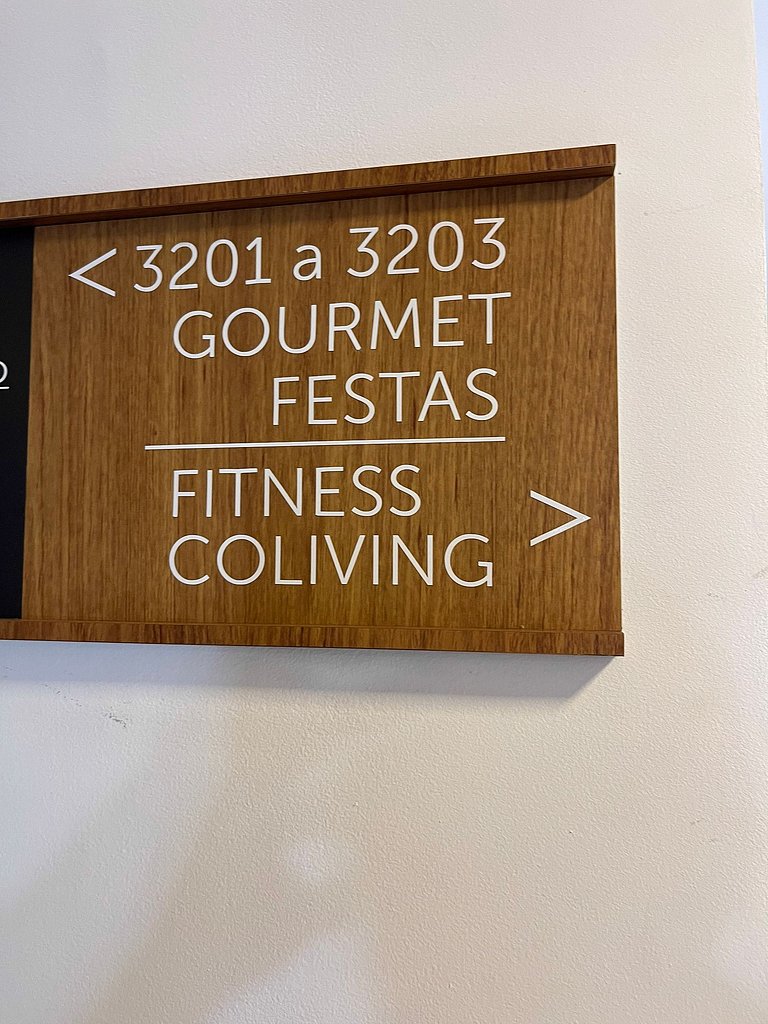 < 3201 a 3203
GOURMET
FESTAS
FITNESS
COLIVING >